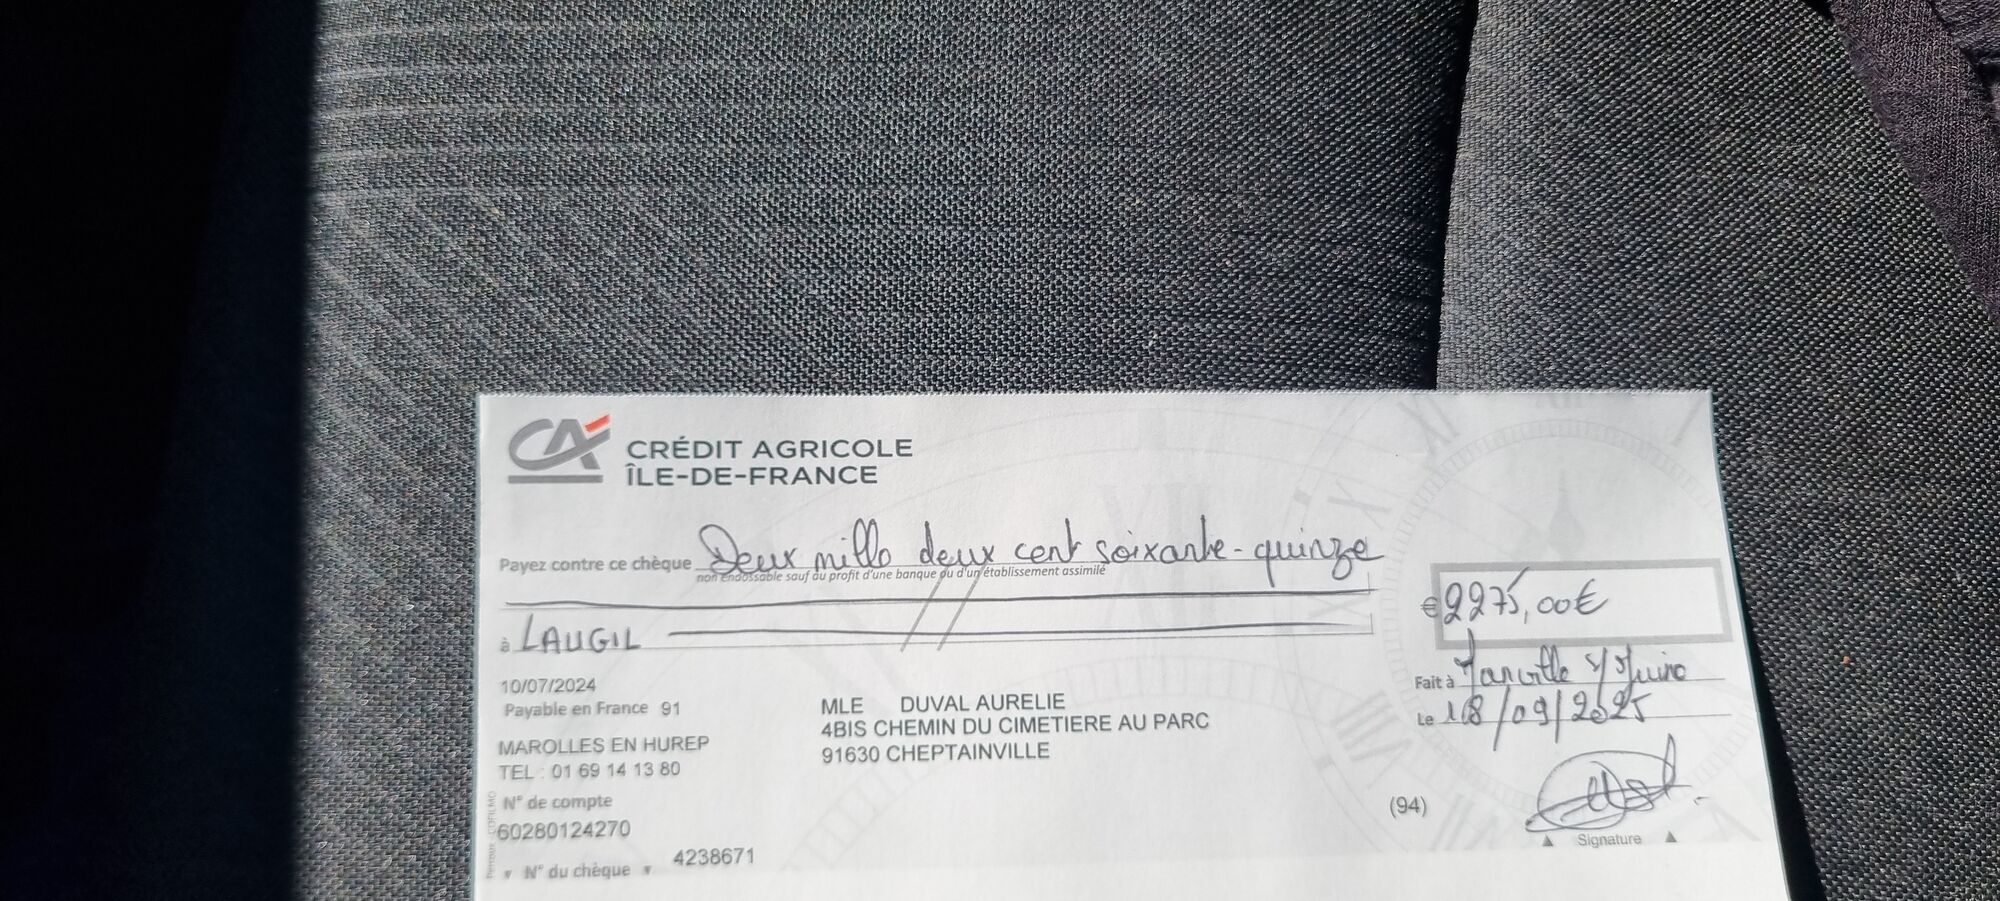 CA CRÉDIT AGRICOLE
ÎLE-DE-FRANCE
Payez contre ce chèque Deux mille deux cent soixante-quinze
non endossable sauf au profit d'une banque ou d'un établissement assimilé
€ 2275,00€
à LAUGIL
Fait à Janville s/Juine
Le 18/09/2025
10/07/2024
Payable en France 91
MAROLLES EN HUREP
TEL : 01 69 14 13 80
MLE DUVAL AURELIE
4BIS CHEMIN DU CIMETIERE AU PARC
91630 CHEPTAINVILLE
N° de compte
60280124270
(94)
Signature
N° du chèque 4238671